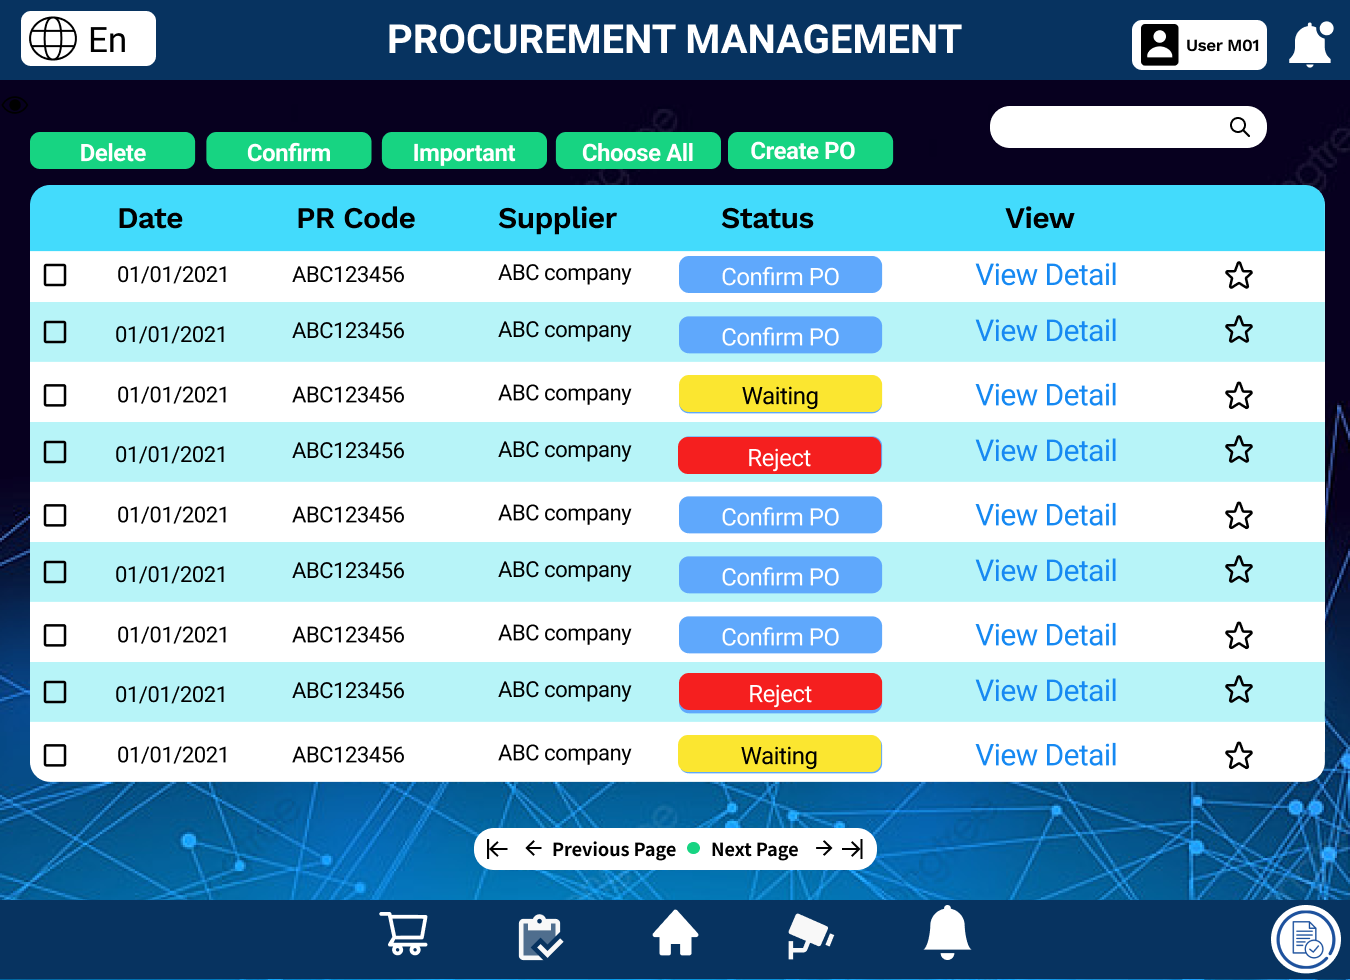 En
PROCUREMENT MANAGEMENT
User M01
Delete Confirm Important Choose All Create PO
Date PR Code Supplier Status View
01/01/2021 ABC123456 ABC company Confirm PO View Detail
01/01/2021 ABC123456 ABC company Confirm PO View Detail
01/01/2021 ABC123456 ABC company Waiting View Detail
01/01/2021 ABC123456 ABC company Reject View Detail
01/01/2021 ABC123456 ABC company Confirm PO View Detail
01/01/2021 ABC123456 ABC company Confirm PO View Detail
01/01/2021 ABC123456 ABC company Confirm PO View Detail
01/01/2021 ABC123456 ABC company Reject View Detail
01/01/2021 ABC123456 ABC company Waiting View Detail
Previous Page Next Page